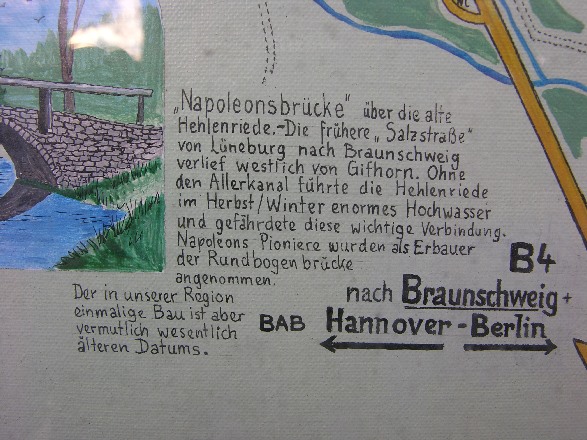 WC
„Napoleonsbrücke" über die alte
Hehlenriede.-Die frühere „Salzstraße"
von Lüneburg nach Braunschweig
verlief westlich von Gifhorn. Ohne
den Allerkanal führte die Hehlenriede
im Herbst/Winter enormes Hochwasser
und gefährdete diese wichtige Verbindung.
Napoleons Pioniere wurden als Erbauer
der Rundbogenbrücke
angenommen.
Der in unserer Region
einmalige Bau ist aber
vermutlich wesentlich
älteren Datums.
B4
nach Braunschweig +
BAB Hannover - Berlin